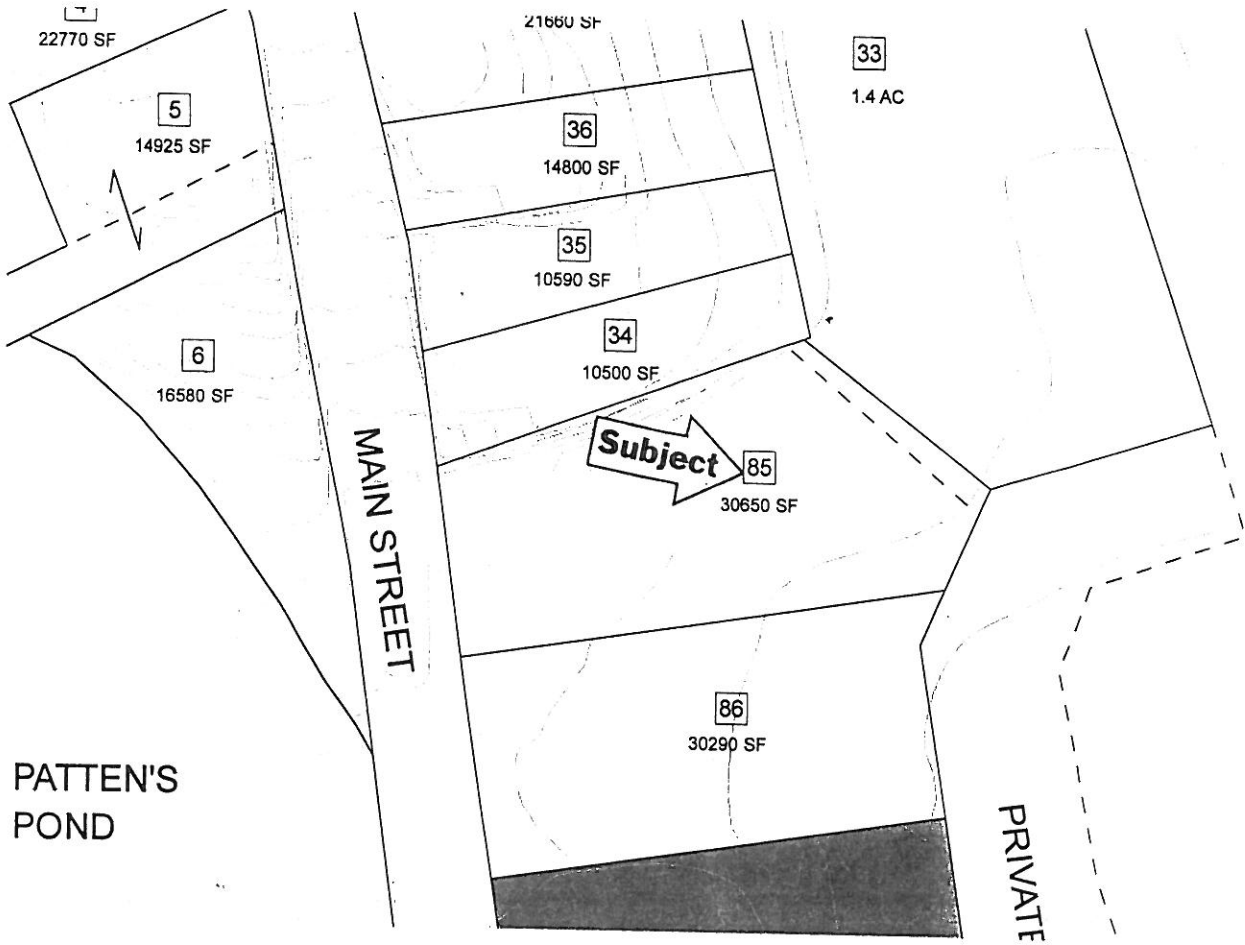 4
22770 SF
21660 SF
33
1.4 AC
5
14925 SF
36
14800 SF
35
10590 SF
34
10500 SF
6
16580 SF
MAIN STREET
Subject
85
30650 SF
86
30290 SF
PATTEN'S
POND
PRIVATE